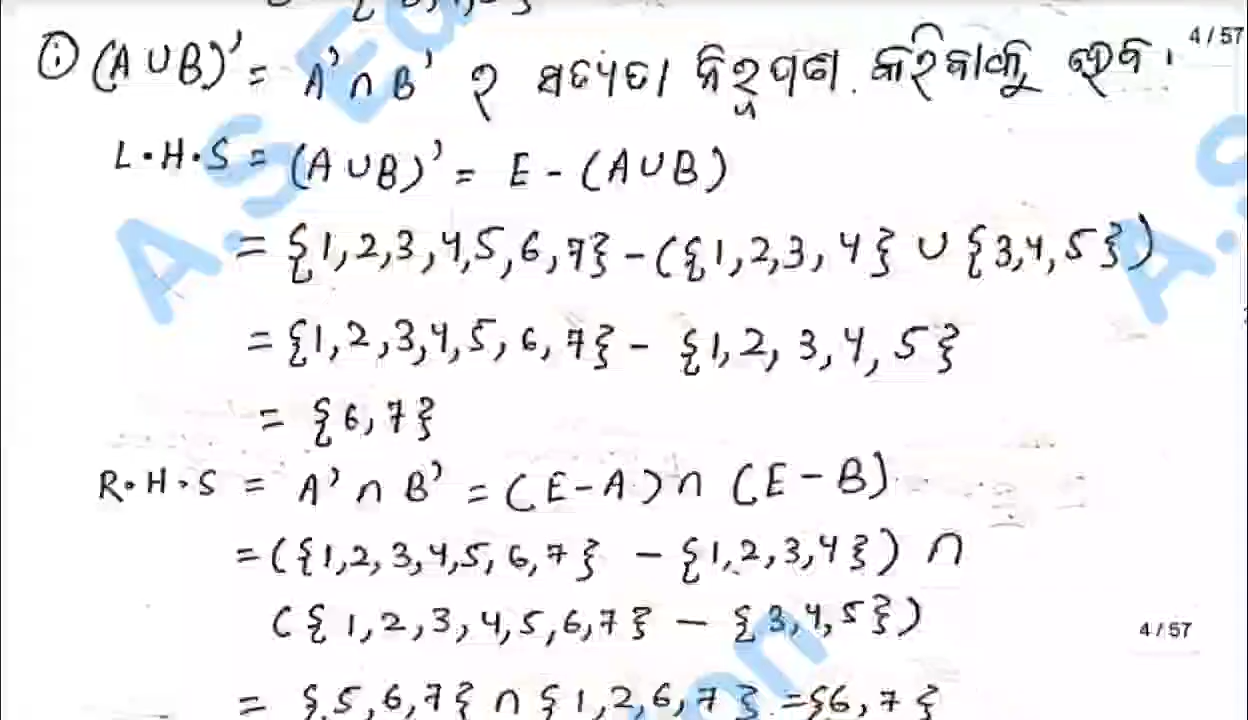 4/57
① (A∪B)' = A' ∩ B' ର ସତ୍ୟତା ନିରୂପଣ କରିବାକୁ ହେବ ।
L.H.S = (A∪B)' = E - (A∪B)
= {1,2,3,4,5,6,7} - ({1,2,3,4} ∪ {3,4,5})
= {1,2,3,4,5,6,7} - {1,2,3,4,5}
= {6,7}
R.H.S = A' ∩ B' = (E-A) ∩ (E-B)
= ({1,2,3,4,5,6,7} - {1,2,3,4}) ∩
({1,2,3,4,5,6,7} - {3,4,5})
4/57
= {5,6,7} ∩ {1,2,6,7} = {6,7}